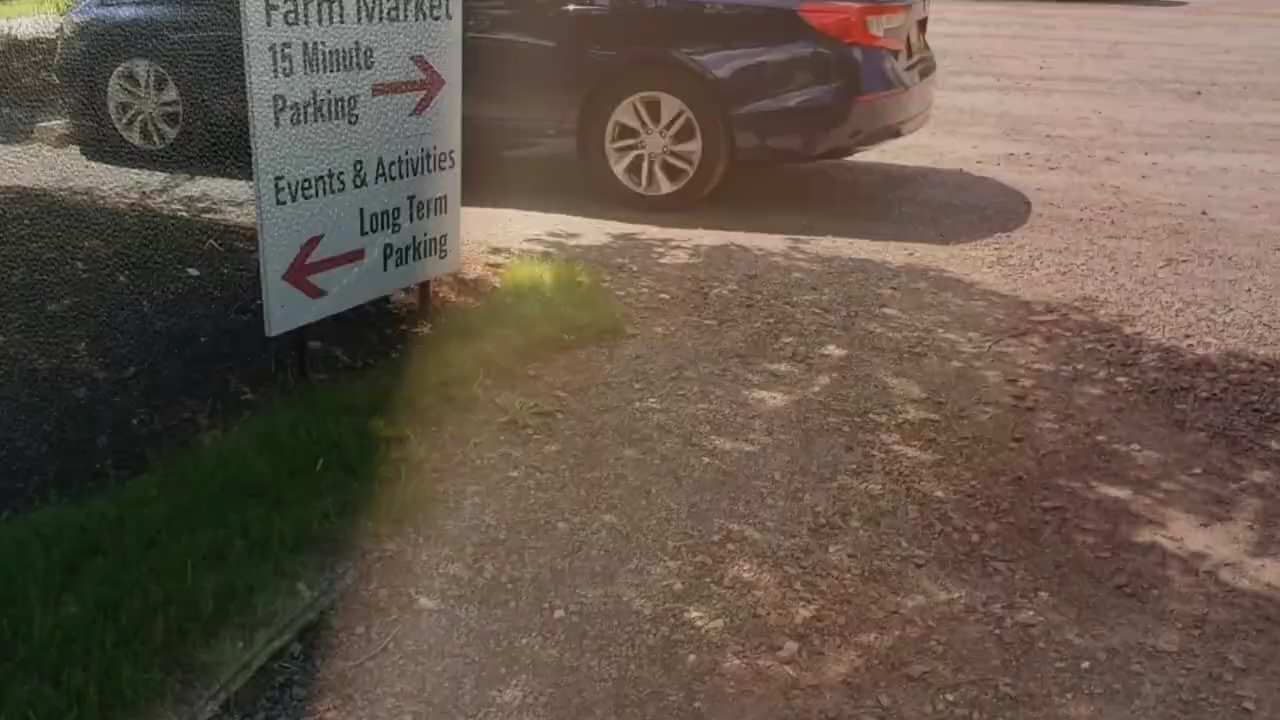 Farm Market
15 Minute
Parking
Events & Activities
Long Term
Parking